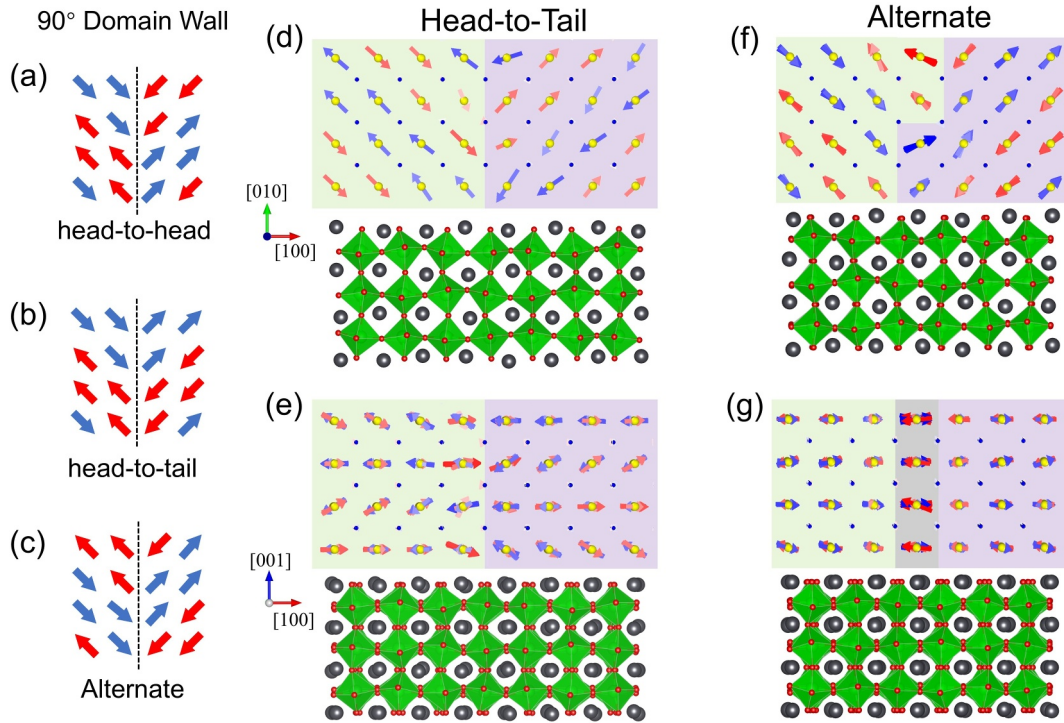 90° Domain Wall
Head-to-Tail
Alternate
(a)
head-to-head
(b)
head-to-tail
(c)
Alternate
(d)
[010]
[100]
(e)
[001]
[100]
(f)
(g)